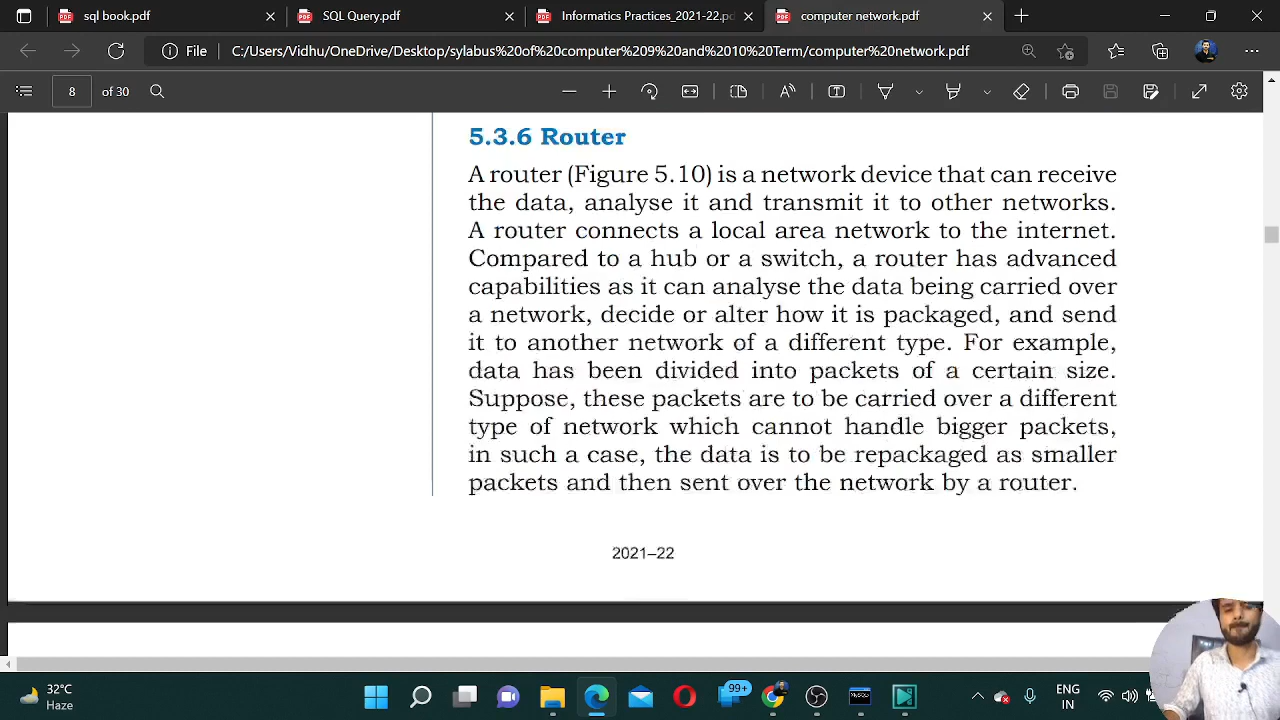 sql book.pdf
SQL Query.pdf
Informatics Practices_2021-22.pd
computer network.pdf
File
C:/Users/Vidhu/OneDrive/Desktop/sylabus%20of%20computer%209%20and%2010%20Term/computer%20network.pdf
8 of 30
5.3.6 Router
A router (Figure 5.10) is a network device that can receive
the data, analyse it and transmit it to other networks.
A router connects a local area network to the internet.
Compared to a hub or a switch, a router has advanced
capabilities as it can analyse the data being carried over
a network, decide or alter how it is packaged, and send
it to another network of a different type. For example,
data has been divided into packets of a certain size.
Suppose, these packets are to be carried over a different
type of network which cannot handle bigger packets,
in such a case, the data is to be repackaged as smaller
packets and then sent over the network by a router.
2021–22
32°C
Haze
99+
ENG
IN